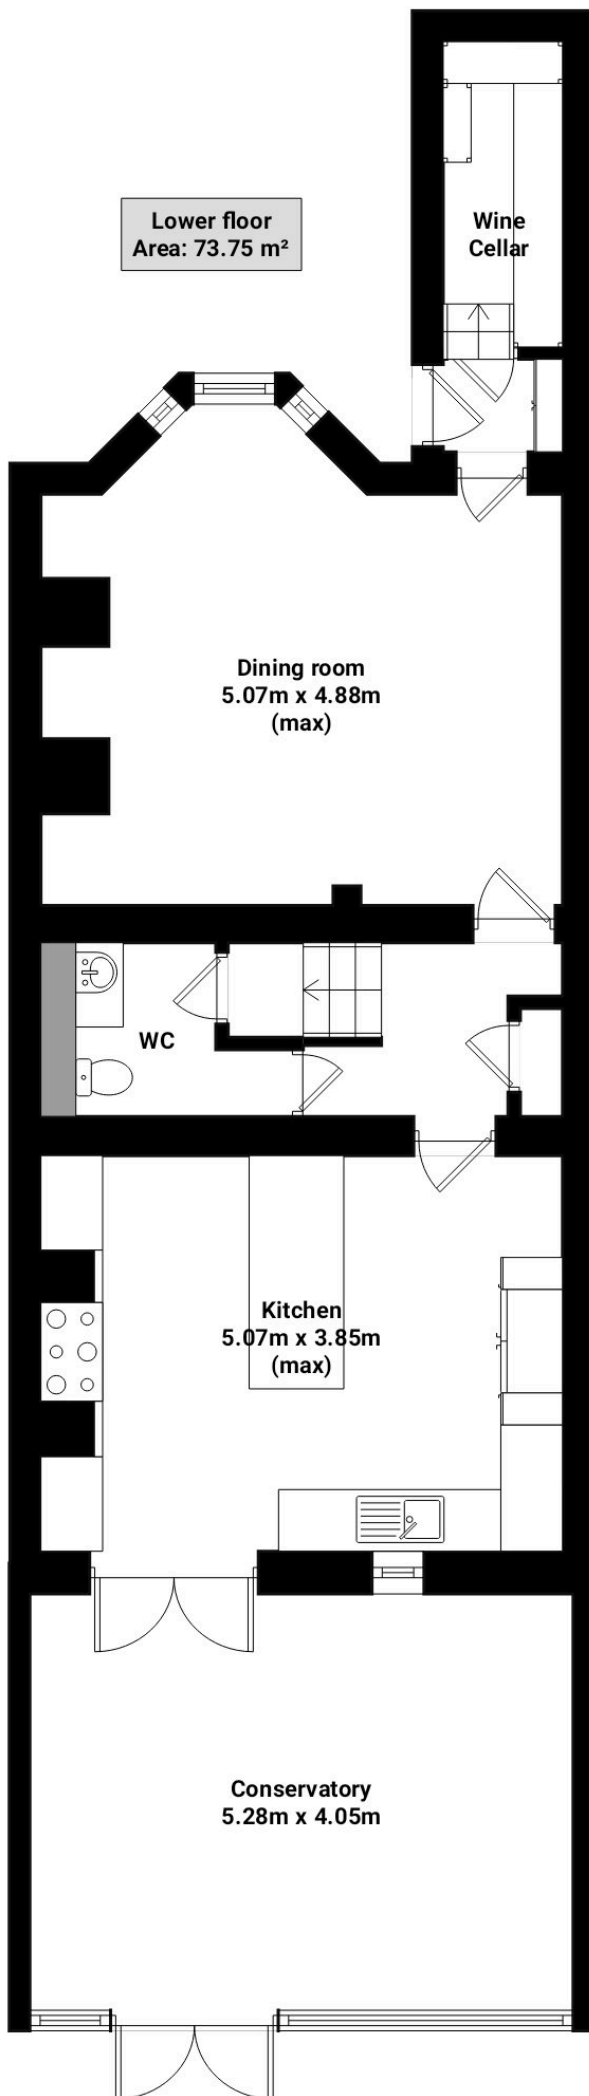 Wine
Cellar
Lower floor
Area: 73.75 m²
Dining room
5.07m x 4.88m
(max)
WC
Kitchen
5.07m x 3.85m
(max)
Conservatory
5.28m x 4.05m